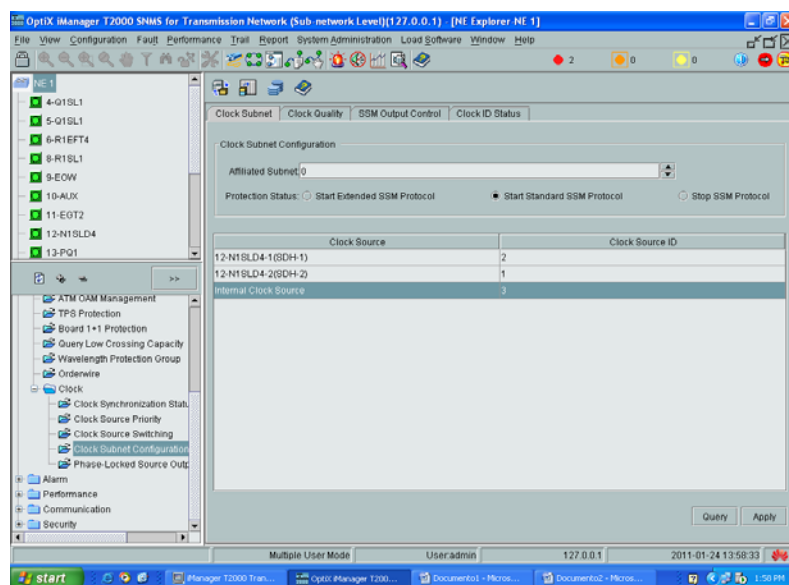 OptiX iManager T2000 SNMS for Transmission Network (Sub-network Level)(127.0.0.1) - [NE Explorer-NE 1]
File View Configuration Fault Performance Trail Report System Administration Load Software Window Help
2 0 0
NE 1
4-Q1SL1
5-Q1SL1
6-R1EFT4
8-R1SL1
9-EOW
10-AUX
11-EGT2
12-N1SLD4
13-PQ1
>>
ATM OAM Management
TPS Protection
Board 1+1 Protection
Query Low Crossing Capacity
Wavelength Protection Group
Orderwire
Clock
Clock Synchronization Statu
Clock Source Priority
Clock Source Switching
Clock Subnet Configuration
Phase-Locked Source Outp
Alarm
Performance
Communication
Security
Clock Subnet Clock Quality SSM Output Control Clock ID Status
Clock Subnet Configuration
Affiliated Subnet: 0
Protection Status: Start Extended SSM Protocol Start Standard SSM Protocol Stop SSM Protocol
Clock Source Clock Source ID
12-N1SLD4-1(SDH-1) 2
12-N1SLD4-2(SDH-2) 1
Internal Clock Source 3
Query Apply
Multiple User Mode User:admin 127.0.0.1 2011-01-24 13:58:33
start iManager T2000 Tran... OptiX iManager T200... Documento1 - Micros... Documento2 - Micros... 1:58 PM